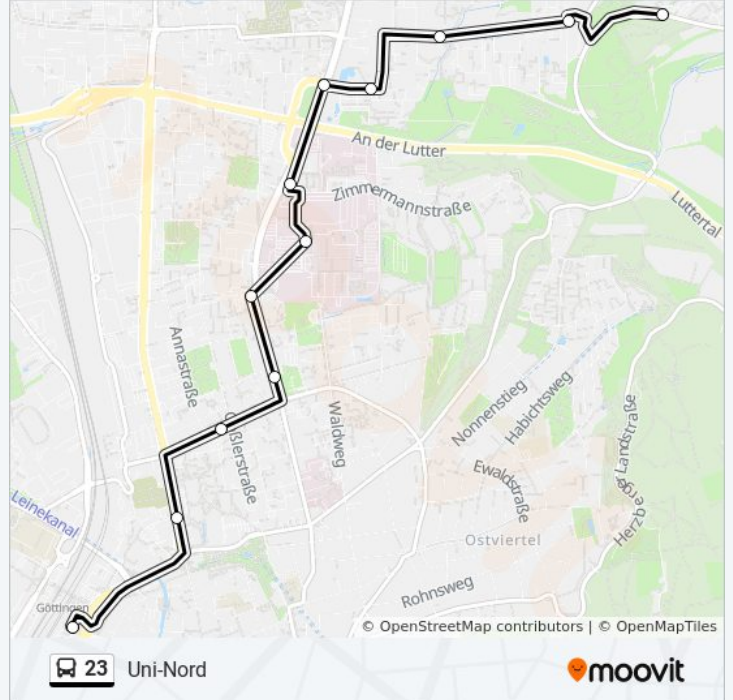 An der Lutter
Zimmermannstraße
Luttertal
Annastraße
Nonnenstieg
Habichtsweg
Waldweg
Herzberger Landstraße
Ewaldstraße
Leinekanal
Ostviertel
Rohnsweg
Göttingen
© OpenStreetMap contributors | © OpenMapTiles
23 Uni-Nord
moovit